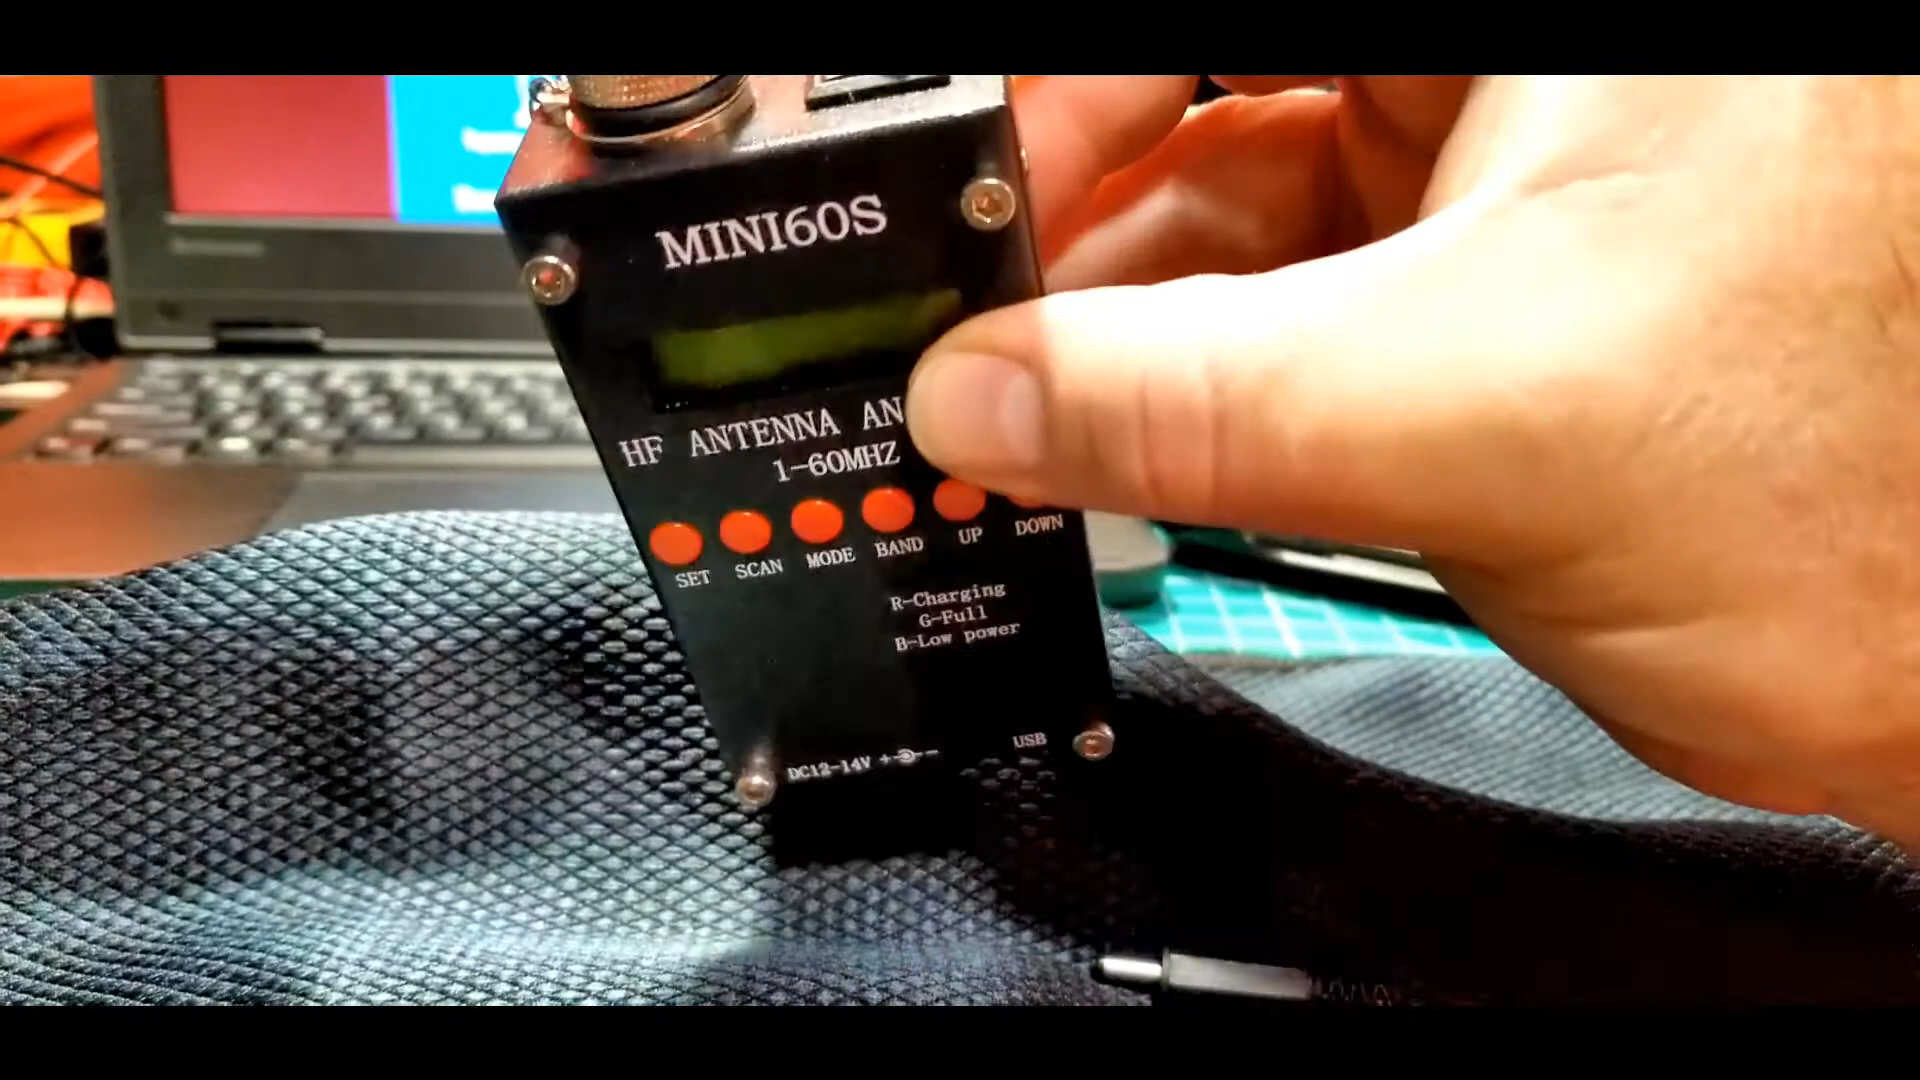 MINI60S
HF ANTENNA AN
1-60MHZ
SET SCAN MODE BAND UP DOWN
R-Charging
G-Full
B-Low power
DC12-14V + -
USB